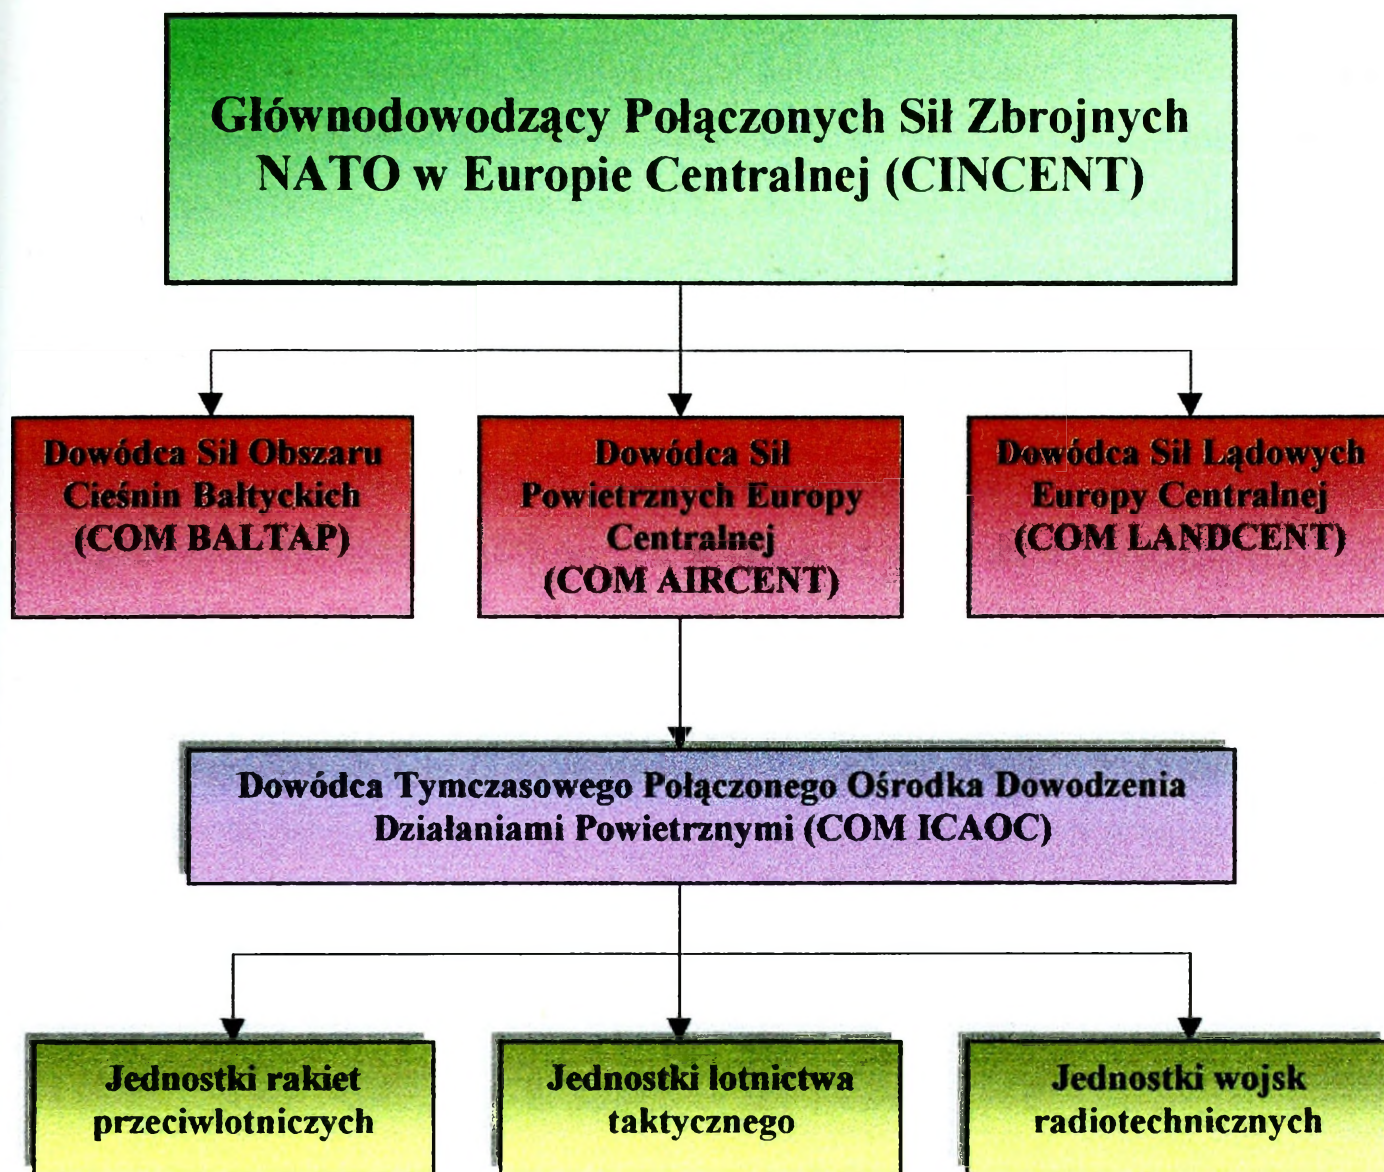 Głównodowodzący Połączonych Sił Zbrojnych
NATO w Europie Centralnej (CINCENT)
Dowódca Sił Obszaru
Cieśnin Bałtyckich
(COM BALTAP)
Dowódca Sił
Powietrznych Europy
Centralnej
(COM AIRCENT)
Dowódca Sił Lądowych
Europy Centralnej
(COM LANDCENT)
Dowódca Tymczasowego Połączonego Ośrodka Dowodzenia
Działaniami Powietrznymi (COM ICAOC)
Jednostki rakiet
przeciwlotniczych
Jednostki lotnictwa
taktycznego
Jednostki wojsk
radiotechnicznych